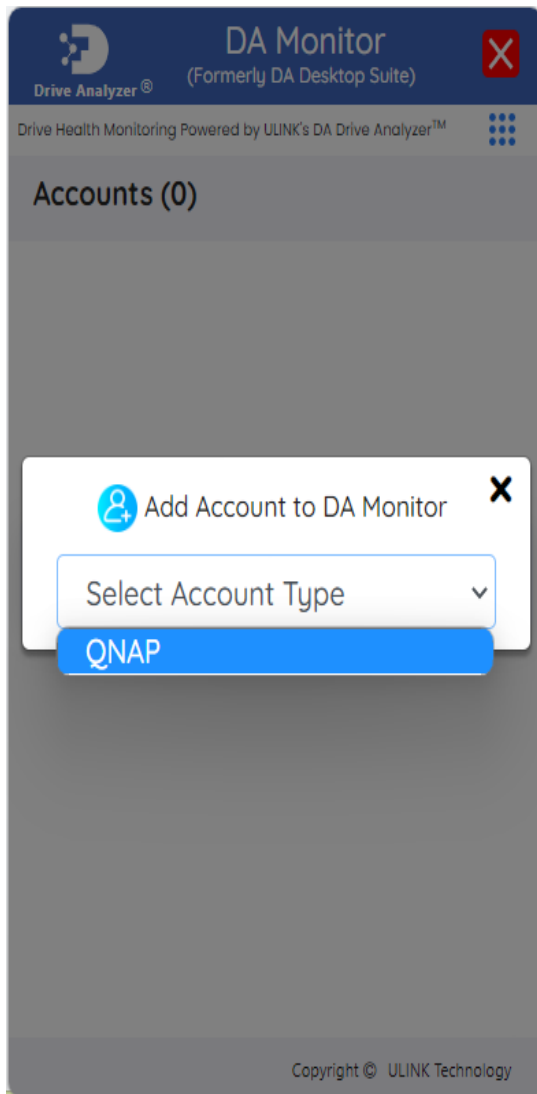 DA Monitor
(Formerly DA Desktop Suite)
Drive Analyzer ®
Drive Health Monitoring Powered by ULINK's DA Drive Analyzer™
Accounts (0)
Add Account to DA Monitor
Select Account Type
QNAP
Copyright © ULINK Technology